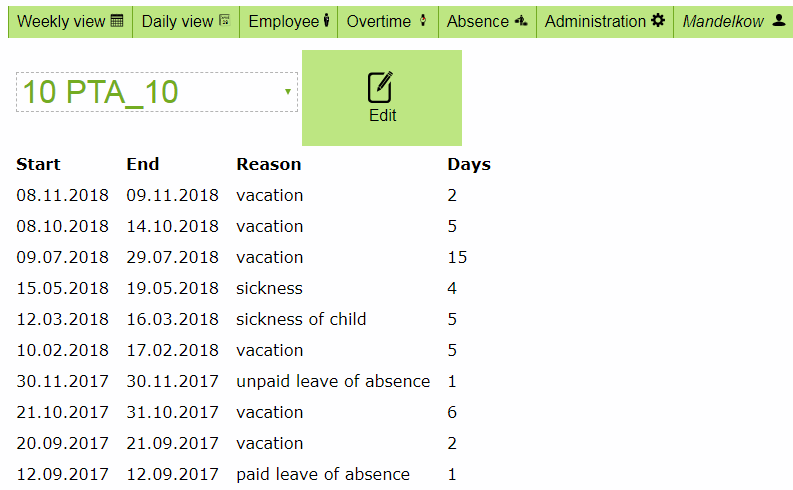 Weekly view Daily view Employee Overtime Absence Administration Mandelkow
10 PTA_10
Edit
Start End Reason Days
08.11.2018 09.11.2018 vacation 2
08.10.2018 14.10.2018 vacation 5
09.07.2018 29.07.2018 vacation 15
15.05.2018 19.05.2018 sickness 4
12.03.2018 16.03.2018 sickness of child 5
10.02.2018 17.02.2018 vacation 5
30.11.2017 30.11.2017 unpaid leave of absence 1
21.10.2017 31.10.2017 vacation 6
20.09.2017 21.09.2017 vacation 2
12.09.2017 12.09.2017 paid leave of absence 1